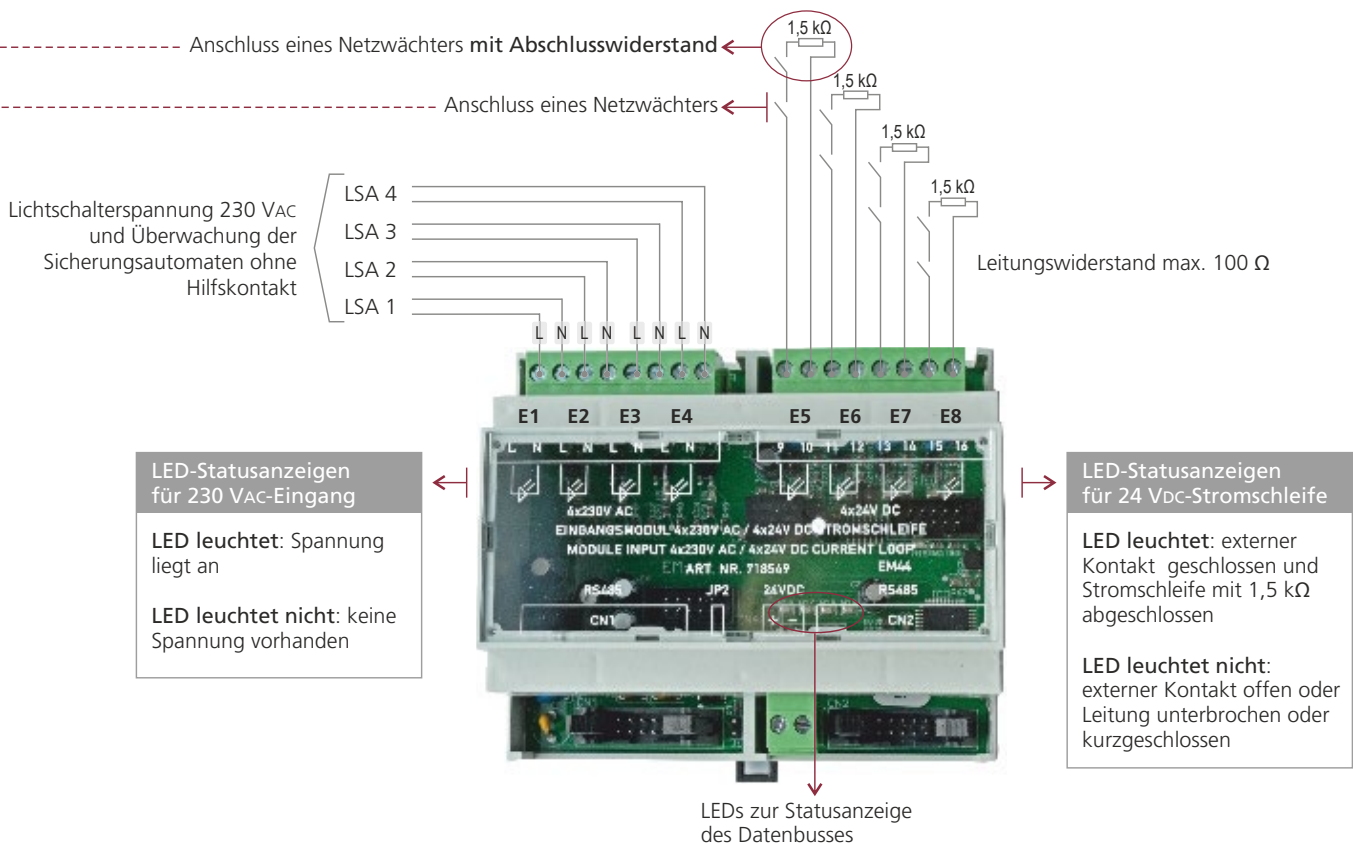 1,5 kΩ
Anschluss eines Netzwächters mit Abschlusswiderstand
1,5 kΩ
Anschluss eines Netzwächters
1,5 kΩ
1,5 kΩ
Lichtschalterspannung 230 VAC
und Überwachung der
Sicherungsautomaten ohne
Hilfskontakt
LSA 4
LSA 3
LSA 2
LSA 1
Leitungswiderstand max. 100 Ω
L N L N L N L N
E1 E2 E3 E4 E5 E6 E7 E8
L N L N L N L N 9 10 11 12 13 14 15 16
4x230V AC 4x24V DC
EINGANGSMODUL 4x230V AC / 4x24V DC STROMSCHLEIFE
MODULE INPUT 4x230V AC / 4x24V DC CURRENT LOOP
ART. NR. 718549 EM44
RS485 JP2 24VDC RS485
CN1 + − CN2
CN2
LED-Statusanzeigen
für 230 VAC-Eingang
LED leuchtet: Spannung
liegt an
LED leuchtet nicht: keine
Spannung vorhanden
LED-Statusanzeigen
für 24 VDC-Stromschleife
LED leuchtet: externer
Kontakt geschlossen und
Stromschleife mit 1,5 kΩ
abgeschlossen
LED leuchtet nicht:
externer Kontakt offen oder
Leitung unterbrochen oder
kurzgeschlossen
LEDs zur Statusanzeige
des Datenbusses